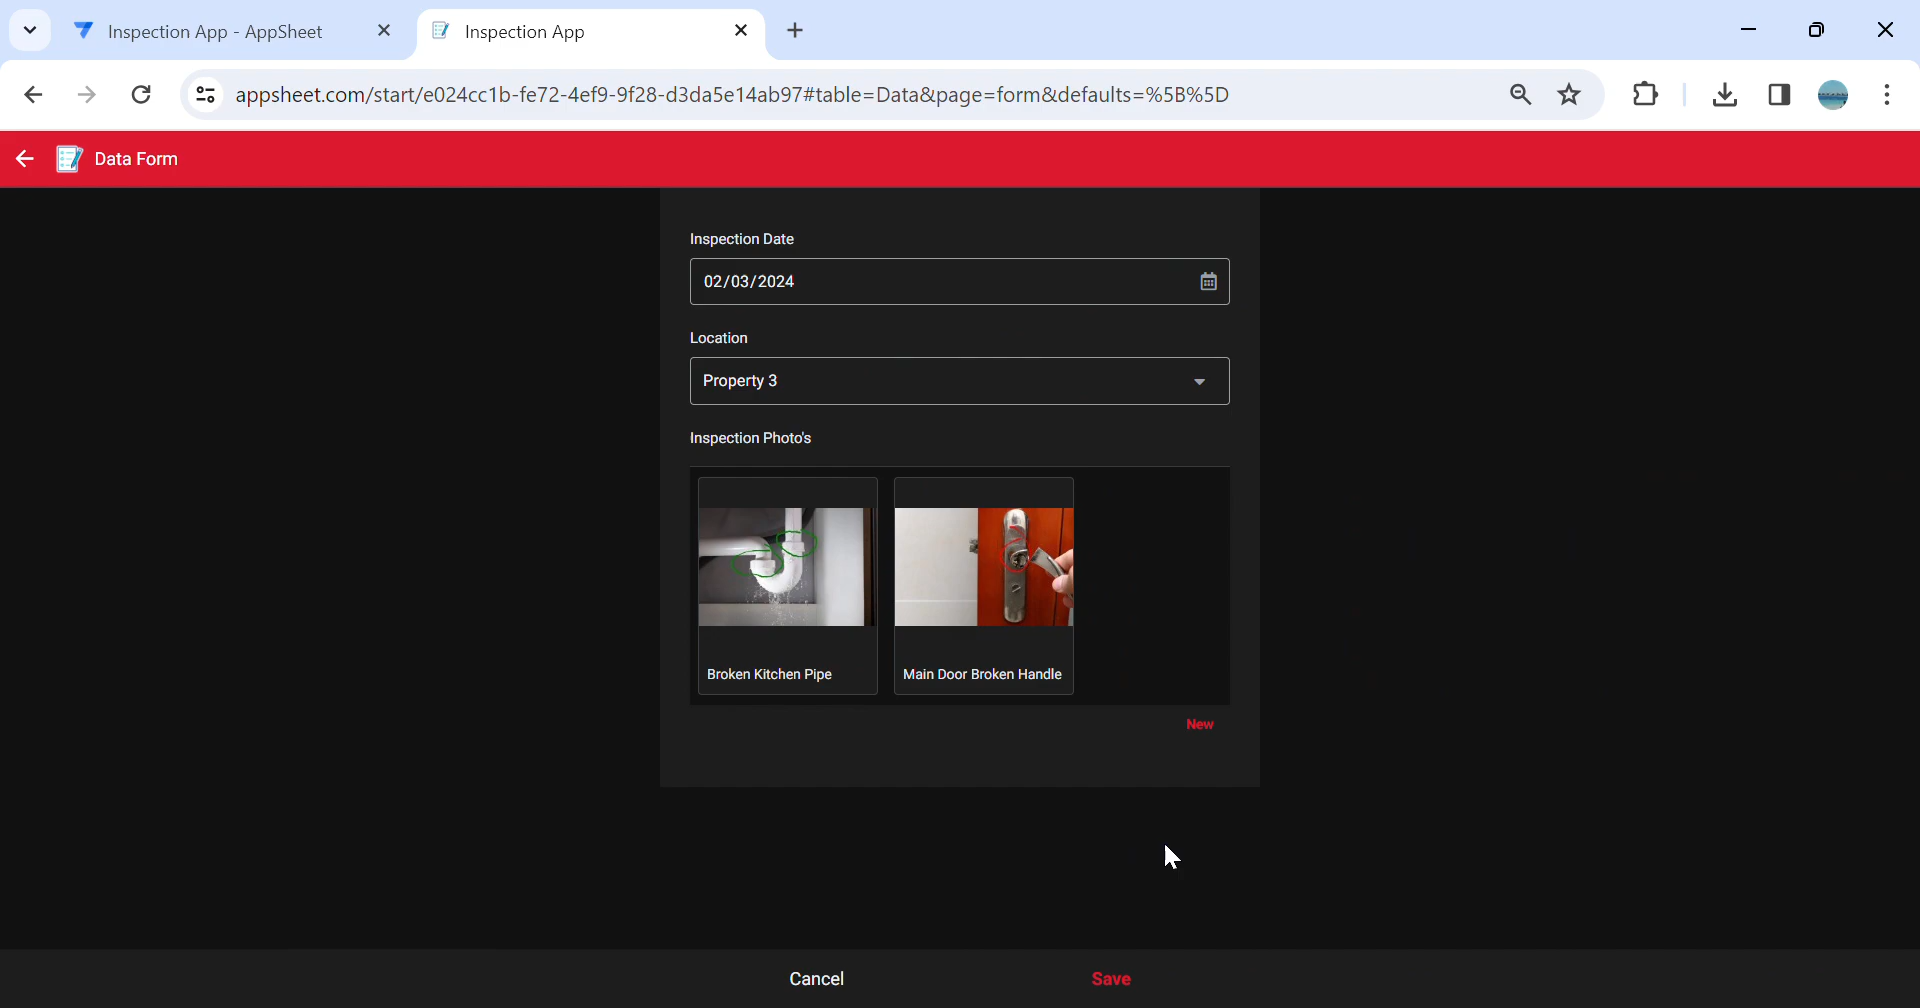 Inspection App - AppSheet
Inspection App
appsheet.com/start/e024cc1b-fe72-4ef9-9f28-d3da5e14ab97#table=Data&page=form&defaults=%5B%5D
Data Form
Inspection Date
02/03/2024
Location
Property 3
Inspection Photo's
Broken Kitchen Pipe
Main Door Broken Handle
New
Cancel
Save